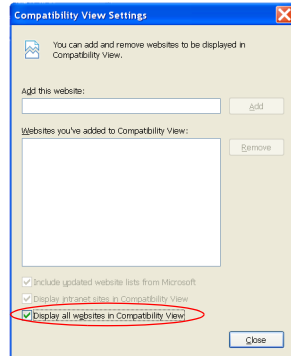 Compatibility View Settings
You can add and remove websites to be displayed in
Compatibility View.
Add this website:
Add
Websites you've added to Compatibility View:
Remove
Include updated website lists from Microsoft
Display intranet sites in Compatibility View
Display all websites in Compatibility View
Close